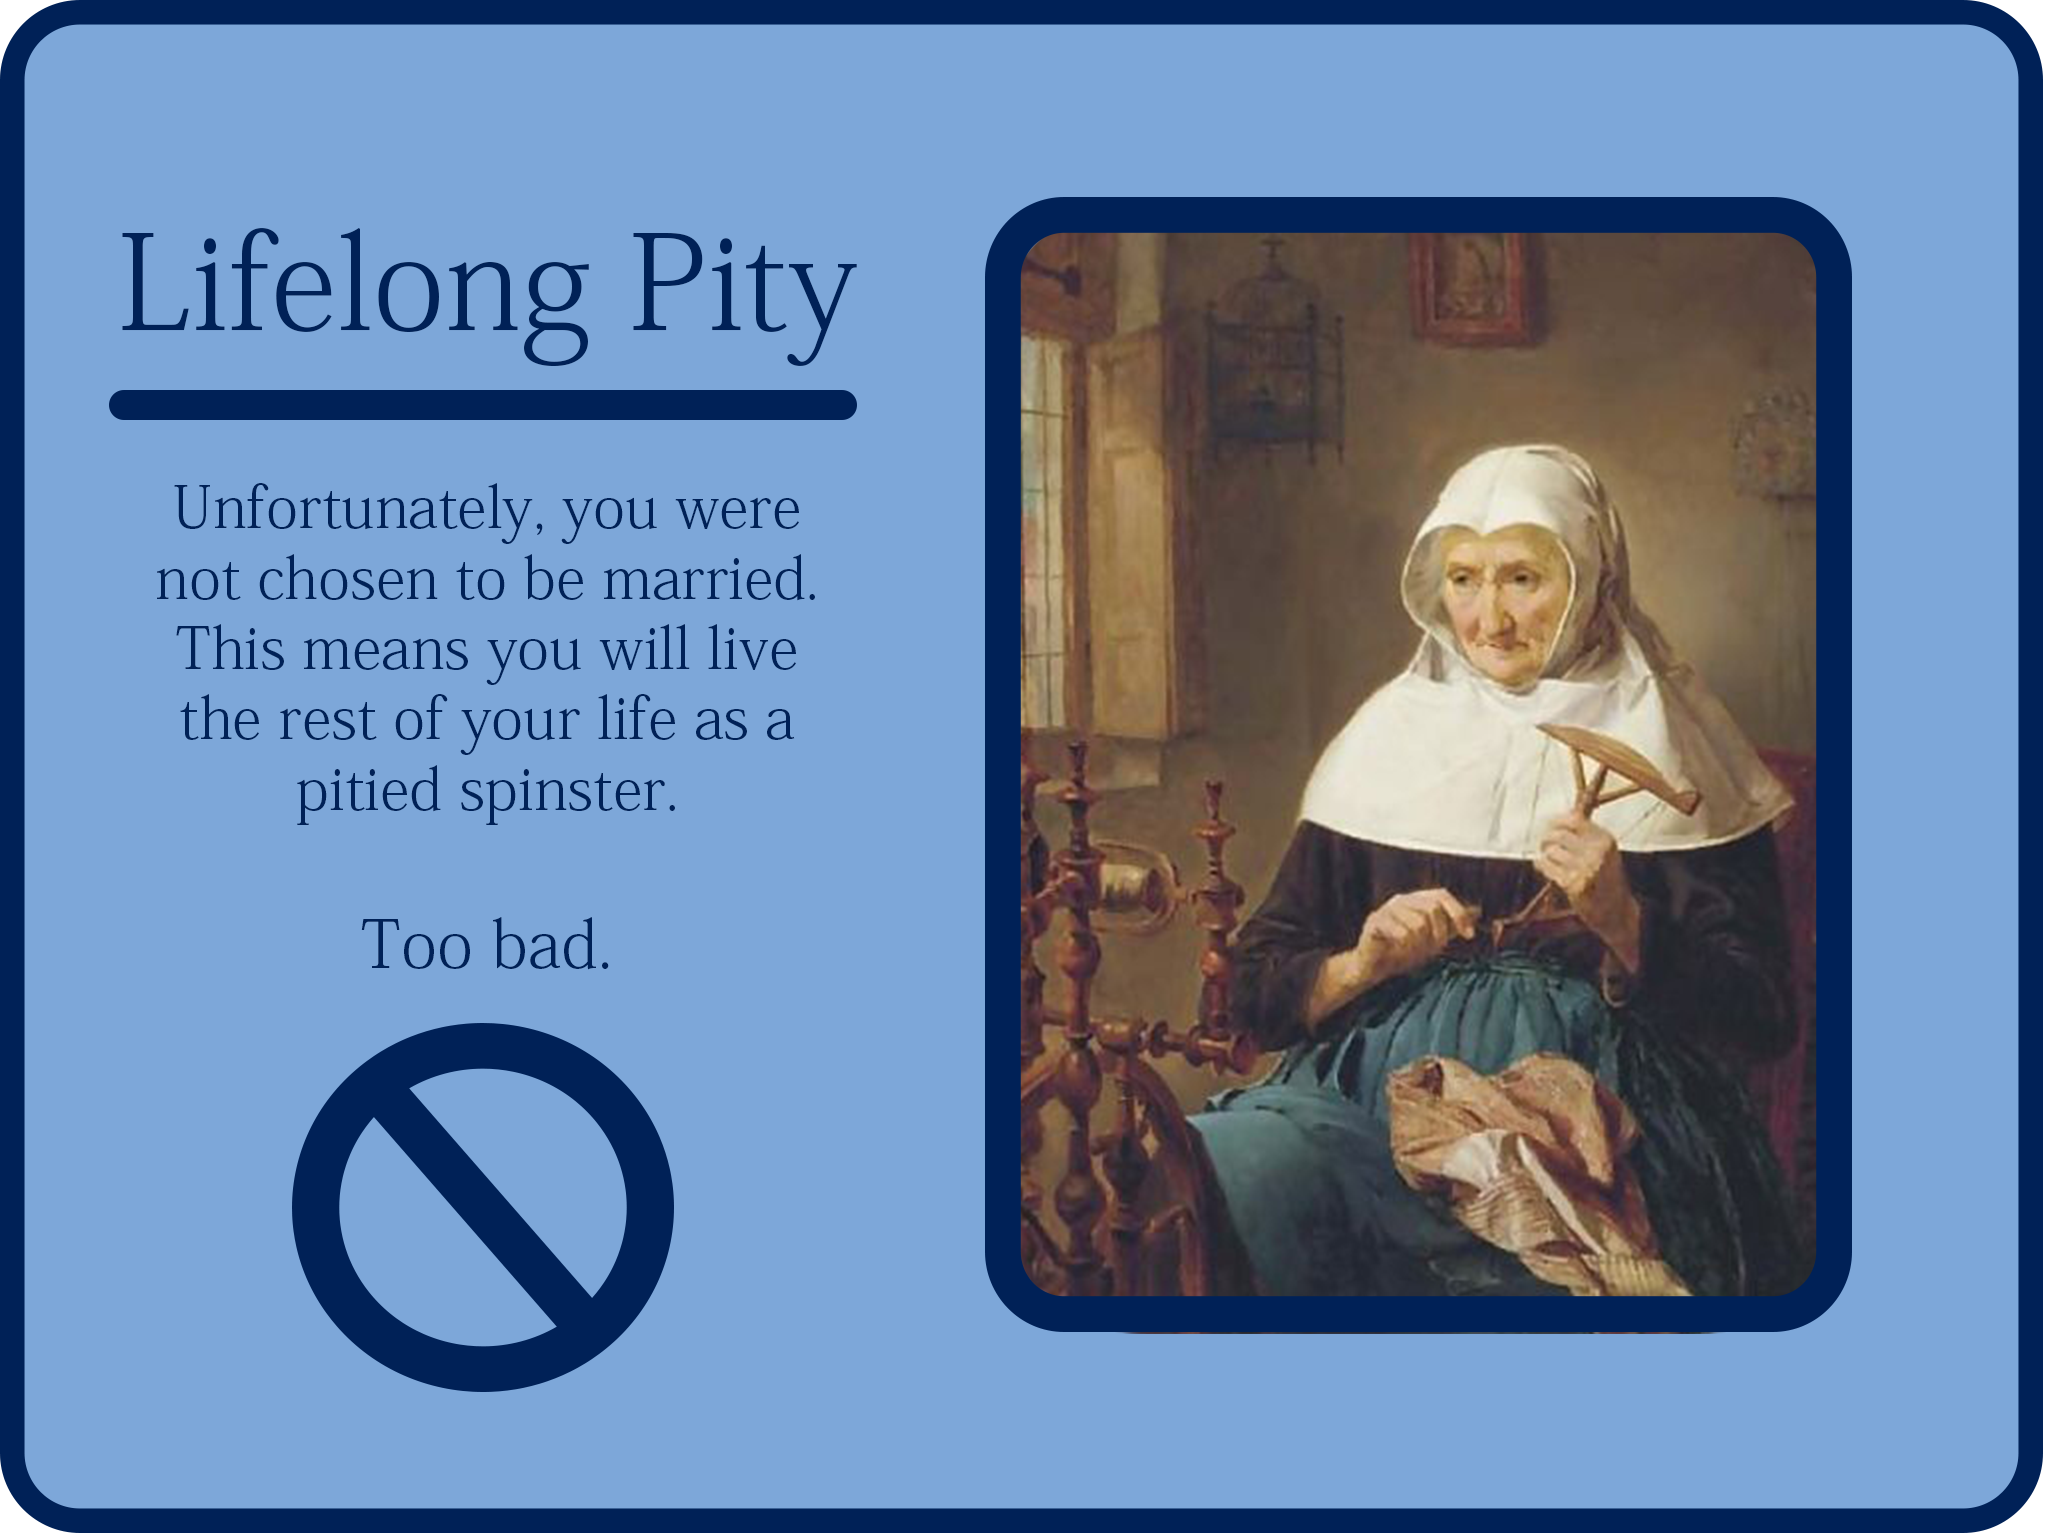 Lifelong Pity
Unfortunately, you were
not chosen to be married.
This means you will live
the rest of your life as a
pitied spinster.
Too bad.